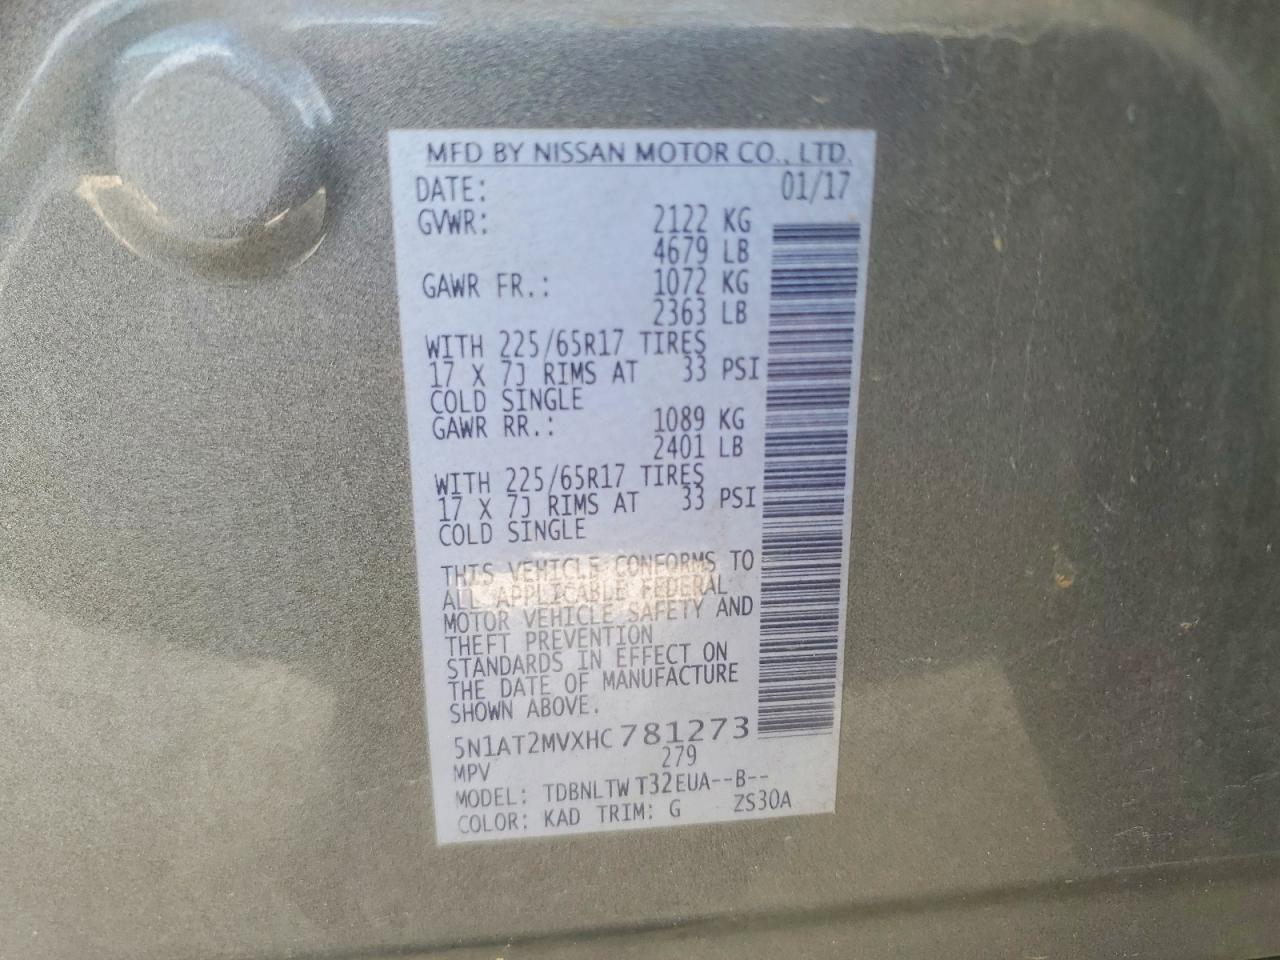 MFD BY NISSAN MOTOR CO., LTD.
DATE: 01/17
GVWR: 2122 KG
4679 LB
GAWR FR.: 1072 KG
2363 LB
WITH 225/65R17 TIRES
17 X 7J RIMS AT 33 PSI
COLD SINGLE
GAWR RR.: 1089 KG
2401 LB
WITH 225/65R17 TIRES
17 X 7J RIMS AT 33 PSI
COLD SINGLE
THIS VEHICLE CONFORMS TO
ALL APPLICABLE FEDERAL
MOTOR VEHICLE SAFETY AND
THEFT PREVENTION
STANDARDS IN EFFECT ON
THE DATE OF MANUFACTURE
SHOWN ABOVE.
5N1AT2MVXHC781273
MPV 279
MODEL: TDBNLTW T32EUA--B--
COLOR: KAD TRIM: G ZS30A